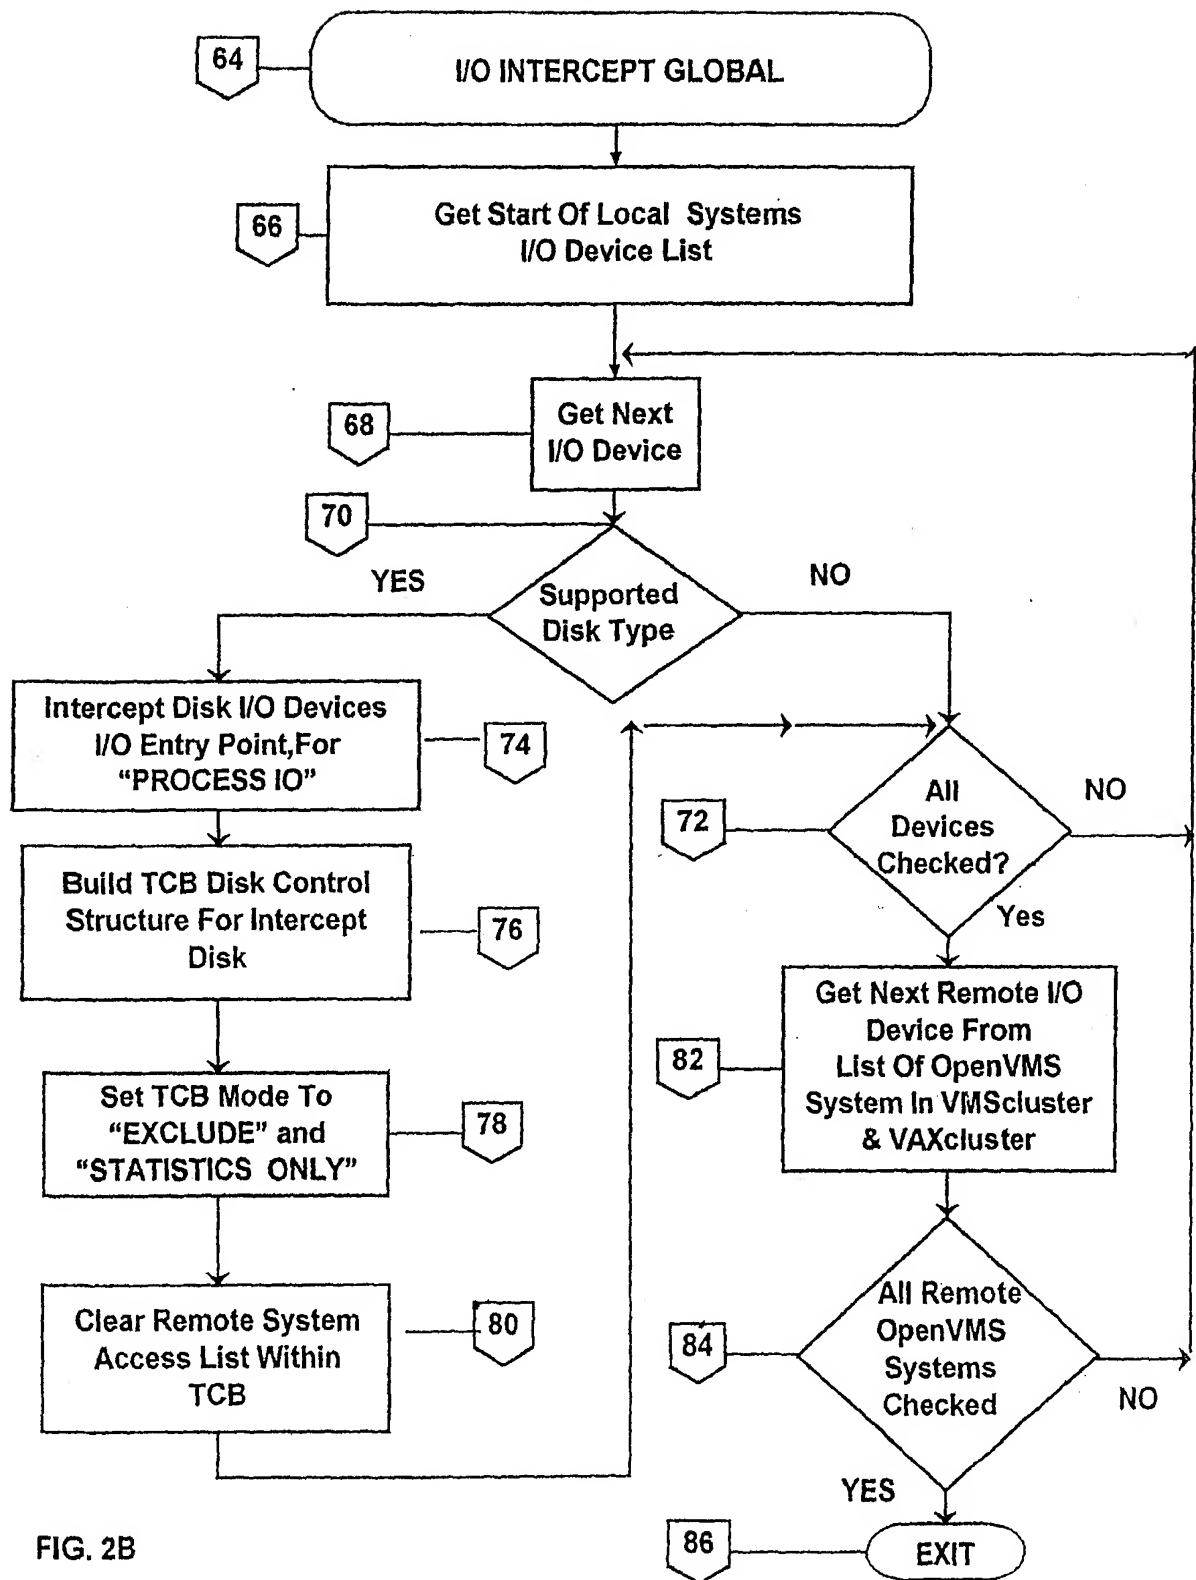 64
I/O INTERCEPT GLOBAL
66
Get Start Of Local Systems
I/O Device List
68
Get Next
I/O Device
70
YES
NO
Supported
Disk Type
Intercept Disk I/O Devices
I/O Entry Point,For
“PROCESS IO”
74
72
All
Devices
Checked?
NO
Yes
Build TCB Disk Control
Structure For Intercept
Disk
76
82
Get Next Remote I/O
Device From
List Of OpenVMS
System In VMScluster
& VAXcluster
Set TCB Mode To
“EXCLUDE” and
“STATISTICS ONLY”
78
Clear Remote System
Access List Within
TCB
80
84
All Remote
OpenVMS
Systems
Checked
NO
YES
86
EXIT
FIG. 2B